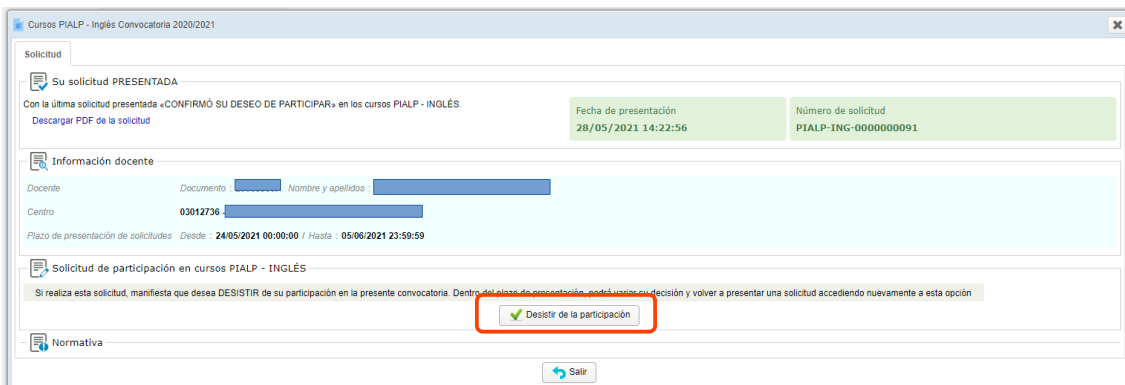 Cursos PIALP - Inglés Convocatoria 2020/2021
Solicitud
Su solicitud PRESENTADA
Con la última solicitud presentada «CONFIRMÓ SU DESEO DE PARTICIPAR» en los cursos PIALP - INGLÉS.
Descargar PDF de la solicitud
Fecha de presentación
28/05/2021 14:22:56
Número de solicitud
PIALP-ING-0000000091
Información docente
Docente Documento : Nombre y apellidos :
Centro 03012736 -
Plazo de presentación de solicitudes Desde : 24/05/2021 00:00:00 / Hasta : 05/06/2021 23:59:59
Solicitud de participación en cursos PIALP - INGLÉS
Si realiza esta solicitud, manifiesta que desea DESISTIR de su participación en la presente convocatoria. Dentro del plazo de presentación, podrá variar su decisión y volver a presentar una solicitud accediendo nuevamente a esta opción
Desistir de la participación
Normativa
Salir